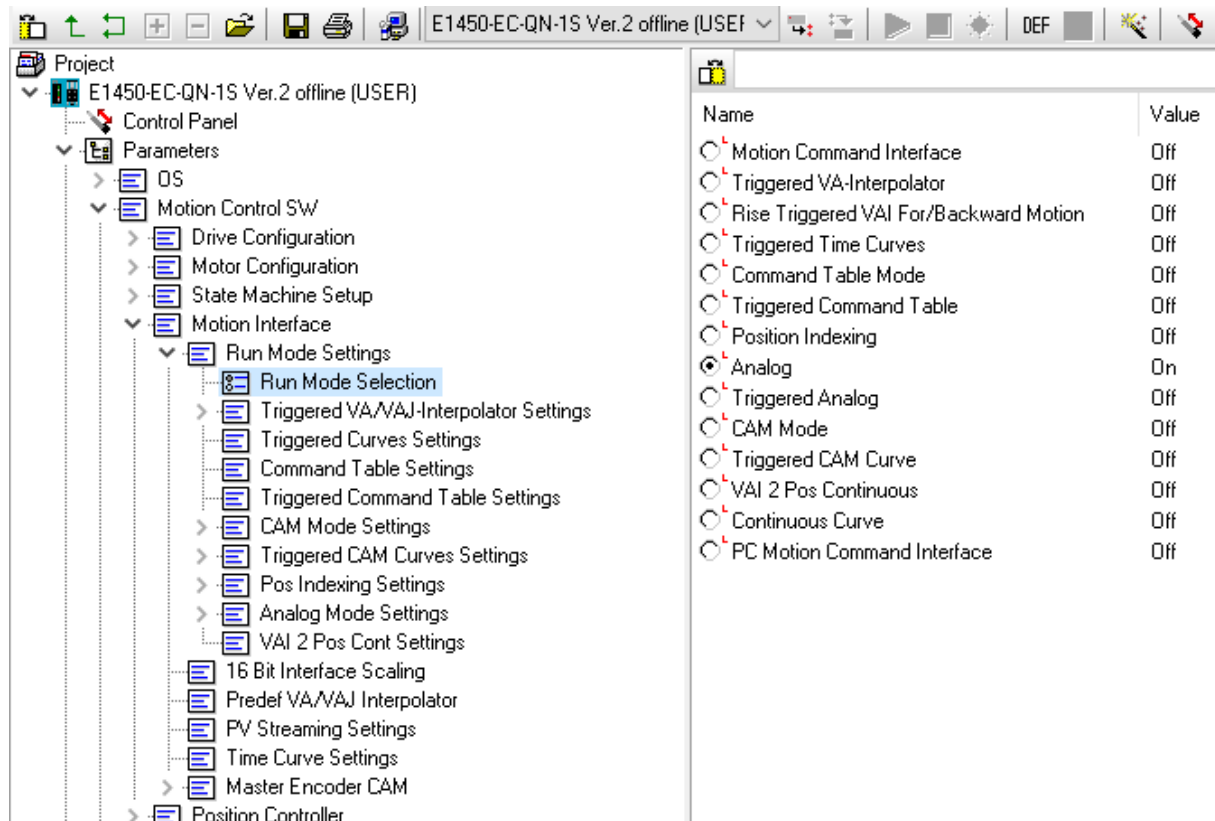 E1450-EC-QN-1S Ver.2 offline (USEF
DEF
Project
E1450-EC-QN-1S Ver.2 offline (USER)
Control Panel
Parameters
OS
Motion Control SW
Drive Configuration
Motor Configuration
State Machine Setup
Motion Interface
Run Mode Settings
Run Mode Selection
Triggered VA/VAJ-Interpolator Settings
Triggered Curves Settings
Command Table Settings
Triggered Command Table Settings
CAM Mode Settings
Triggered CAM Curves Settings
Pos Indexing Settings
Analog Mode Settings
VAI 2 Pos Cont Settings
16 Bit Interface Scaling
Predef VA/VAJ Interpolator
PV Streaming Settings
Time Curve Settings
Master Encoder CAM
Position Controller
Name Value
Motion Command Interface Off
Triggered VA-Interpolator Off
Rise Triggered VAI For/Backward Motion Off
Triggered Time Curves Off
Command Table Mode Off
Triggered Command Table Off
Position Indexing Off
Analog On
Triggered Analog Off
CAM Mode Off
Triggered CAM Curve Off
VAI 2 Pos Continuous Off
Continuous Curve Off
PC Motion Command Interface Off